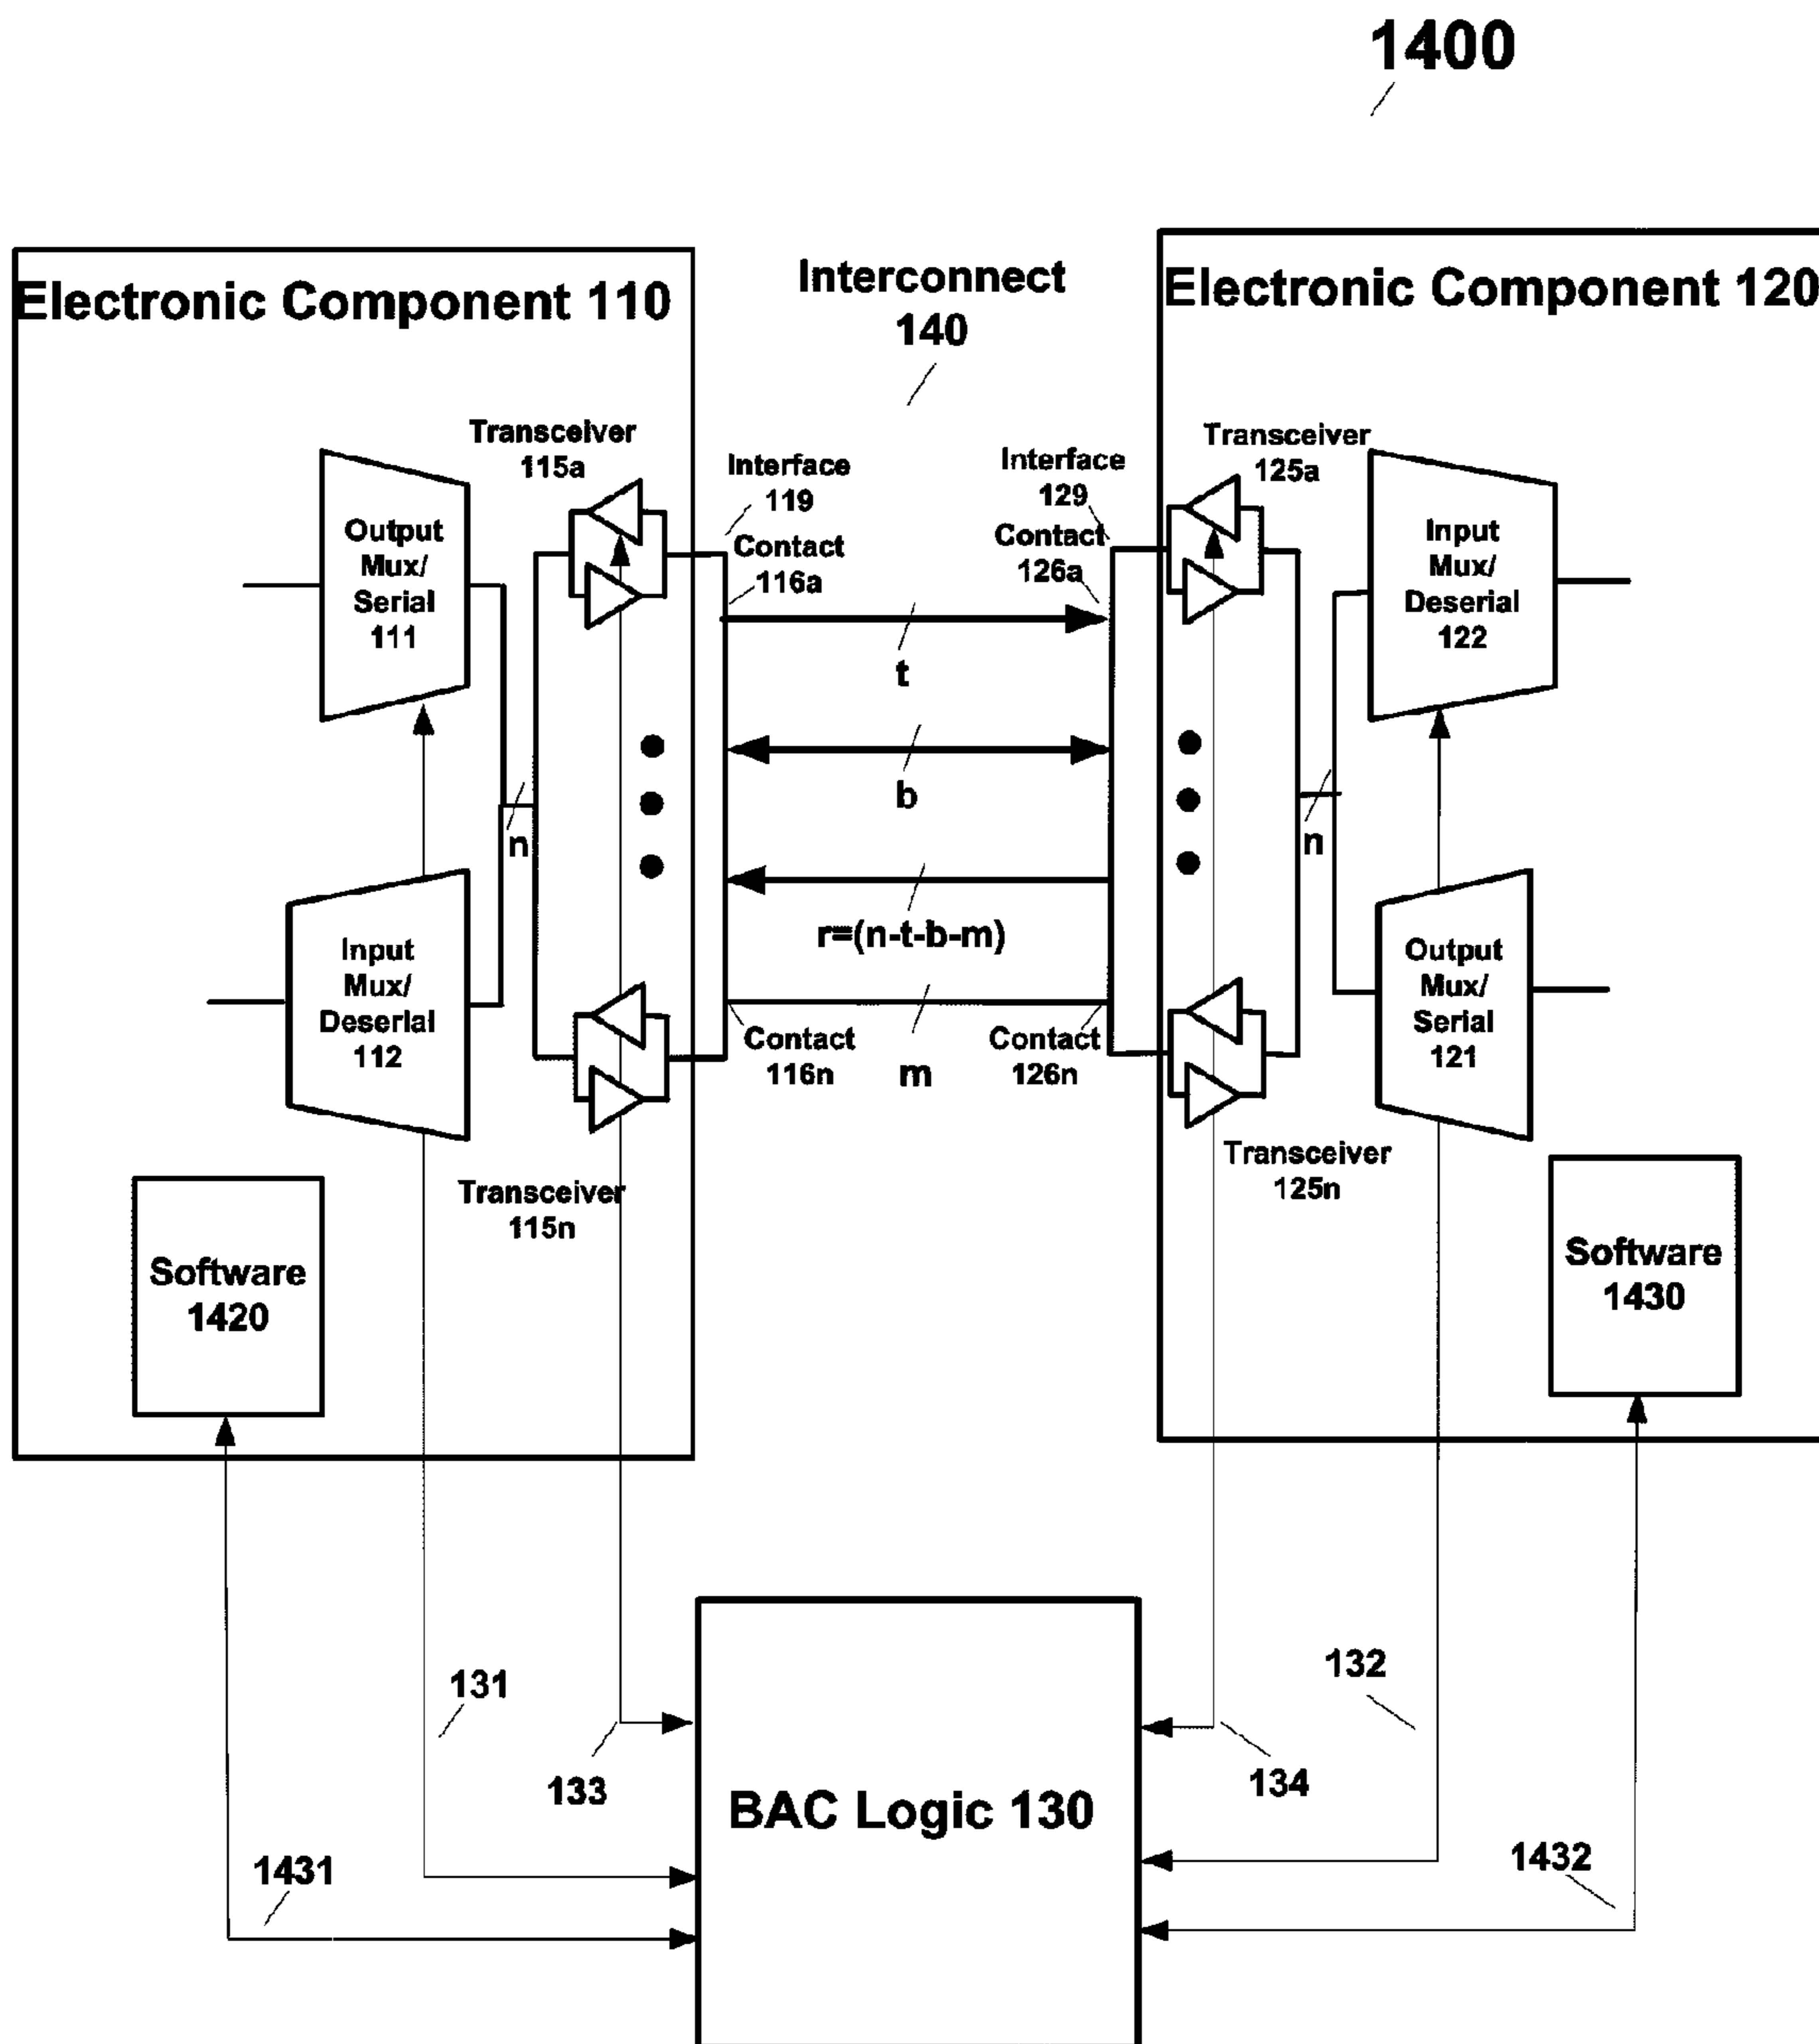 1400
Electronic Component 110
Interconnect
140
Electronic Component 120
Transceiver
115a
Interface
119
Contact
116a
Interface
129
Contact
126a
Transceiver
125a
Output
Mux/
Serial
111
Input
Mux/
Deserial
122
t
b
n
n
r=(n-t-b-m)
m
Input
Mux/
Deserial
112
Contact
116n
Contact
126n
Output
Mux/
Serial
121
Transceiver
115n
Transceiver
125n
Software
1420
Software
1430
131
133
132
134
BAC Logic 130
1431
1432